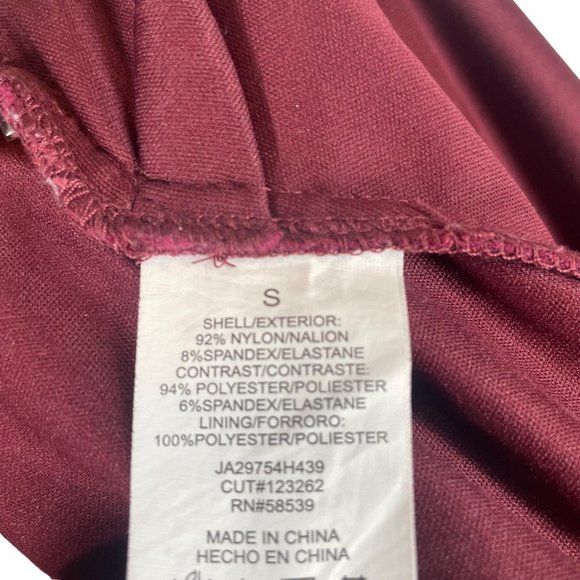 S
SHELL/EXTERIOR:
92% NYLON/NALION
8%SPANDEX/ELASTANE
CONTRAST/CONTRASTE:
94% POLYESTER/POLIESTER
6%SPANDEX/ELASTANE
LINING/FORRORO:
100%POLYESTER/POLIESTER
JA29754H439
CUT#123262
RN#58539
MADE IN CHINA
HECHO EN CHINA